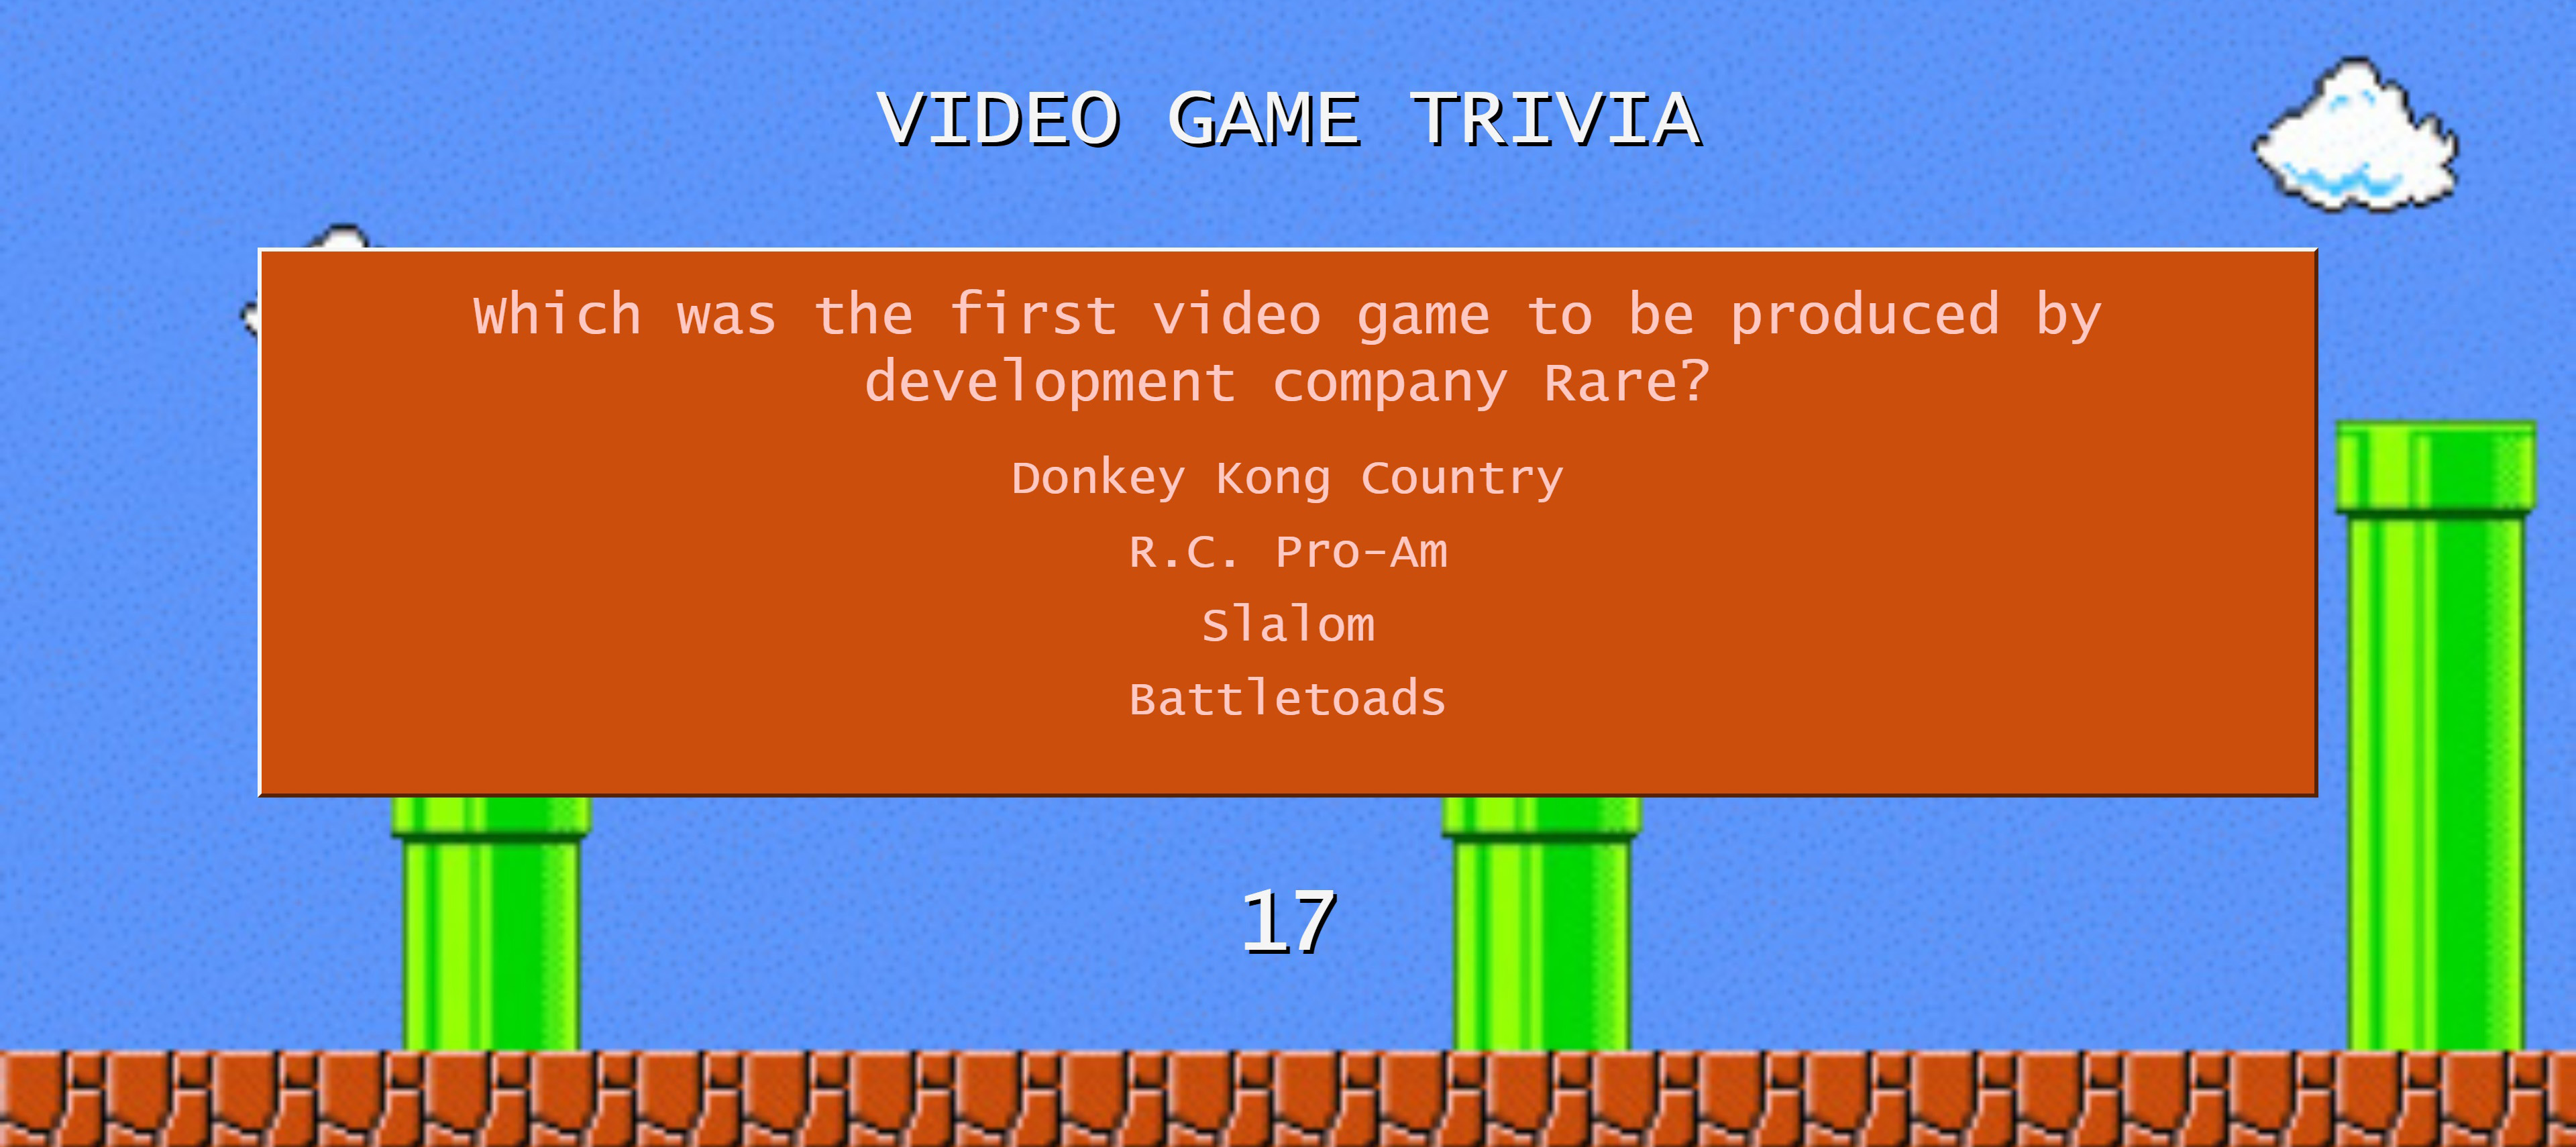 VIDEO GAME TRIVIA
Which was the first video game to be produced by
development company Rare?
Donkey Kong Country
R.C. Pro-Am
Slalom
Battletoads
17